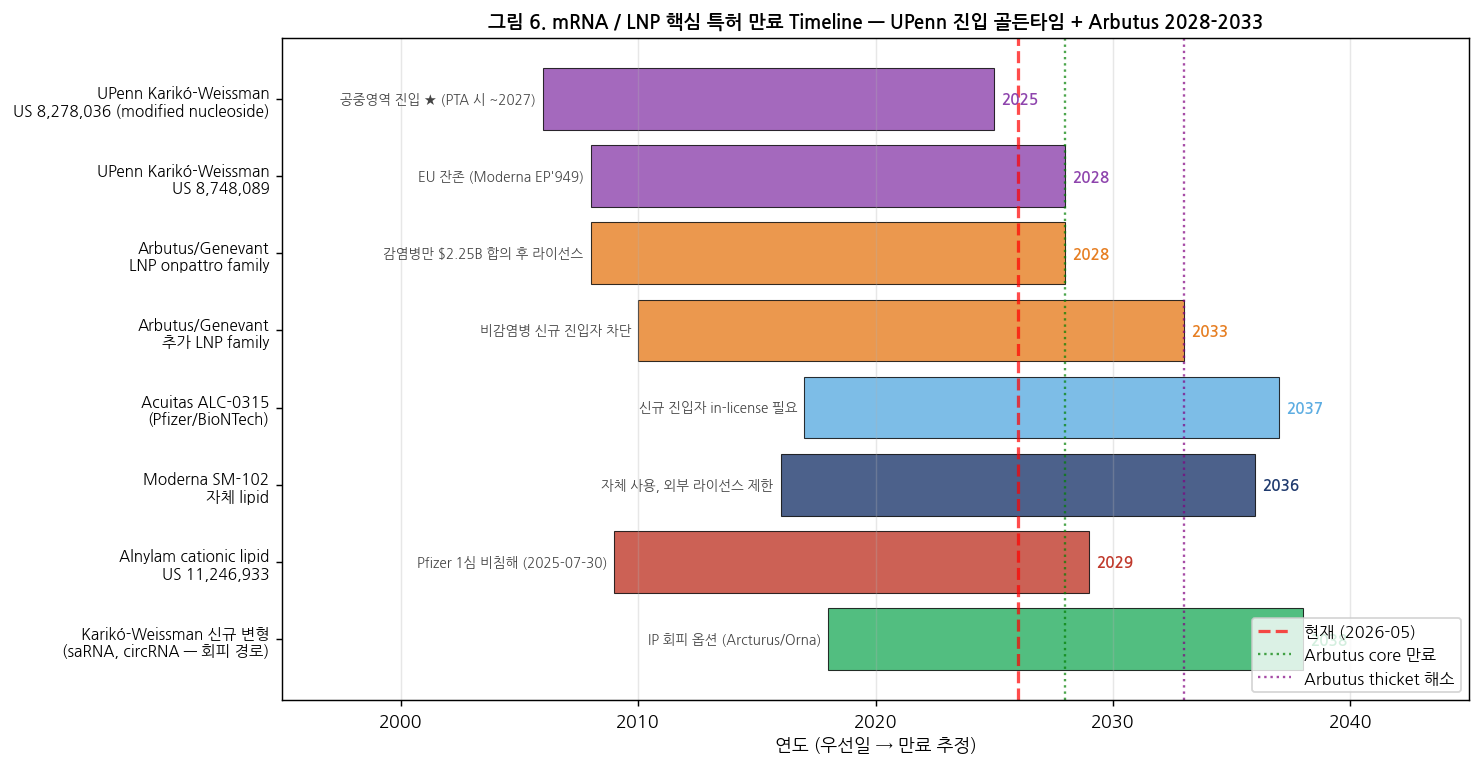 그림 6. mRNA / LNP 핵심 특허 만료 Timeline — UPenn 진입 골든타임 + Arbutus 2028-2033
UPenn Karikó-Weissman
US 8,278,036 (modified nucleoside)
공중영역 진입 ★ (PTA 시 ~2027)
2025
UPenn Karikó-Weissman
US 8,748,089
EU 잔존 (Moderna EP'949)
2028
Arbutus/Genevant
LNP onpattro family
감염병만 $2.25B 합의 후 라이선스
2028
Arbutus/Genevant
추가 LNP family
비감염병 신규 진입자 차단
2033
Acuitas ALC-0315
(Pfizer/BioNTech)
신규 진입자 in-license 필요
2037
Moderna SM-102
자체 lipid
자체 사용, 외부 라이선스 제한
2036
Alnylam cationic lipid
US 11,246,933
Pfizer 1심 비침해 (2025-07-30)
2029
Karikó-Weissman 신규 변형
(saRNA, circRNA — 회피 경로)
IP 회피 옵션 (Arcturus/Orna)
2038
현재 (2026-05)
Arbutus core 만료
Arbutus thicket 해소
2000
2010
2020
2030
2040
연도 (우선일 → 만료 추정)